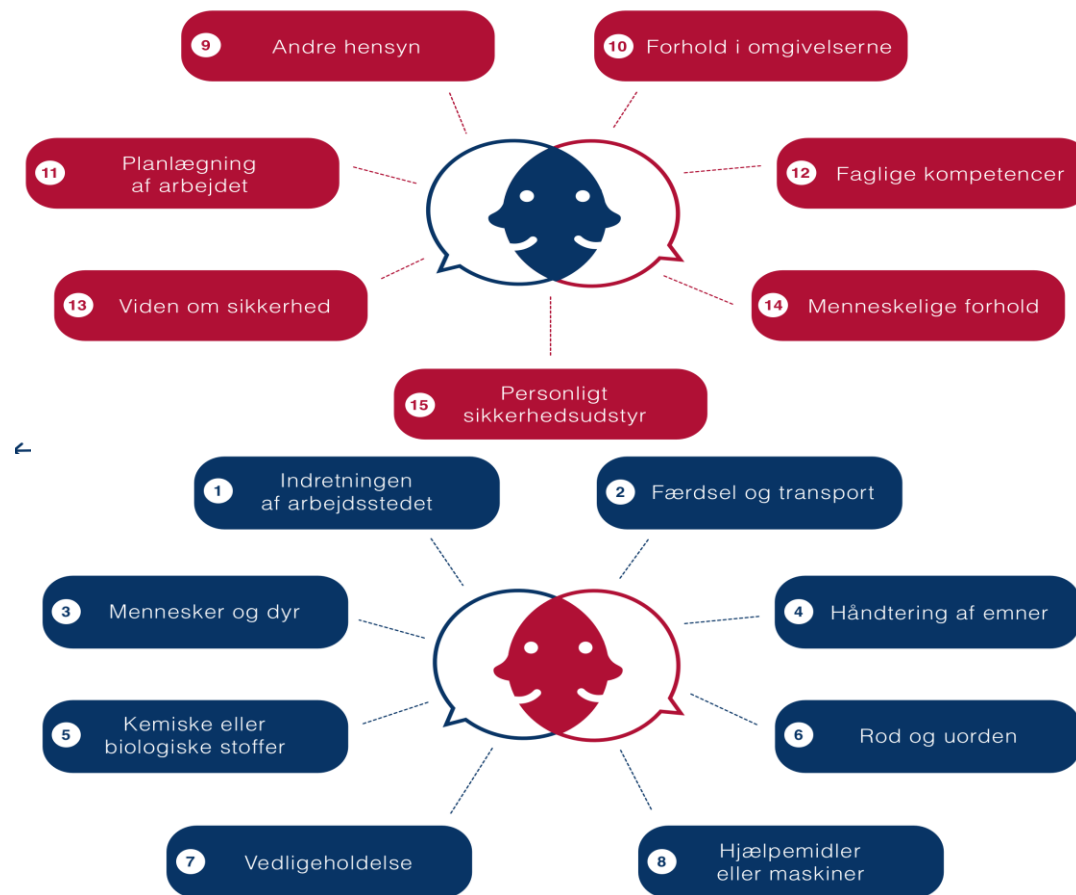 9 Andre hensyn
10 Forhold i omgivelserne
11 Planlægning
af arbejdet
12 Faglige kompetencer
13 Viden om sikkerhed
14 Menneskelige forhold
15 Personligt
sikkerhedsudstyr
1 Indretningen
af arbejdsstedet
2 Færdsel og transport
3 Mennesker og dyr
4 Håndtering af emner
5 Kemiske eller
biologiske stoffer
6 Rod og uorden
7 Vedligeholdelse
8 Hjælpemidler
eller maskiner